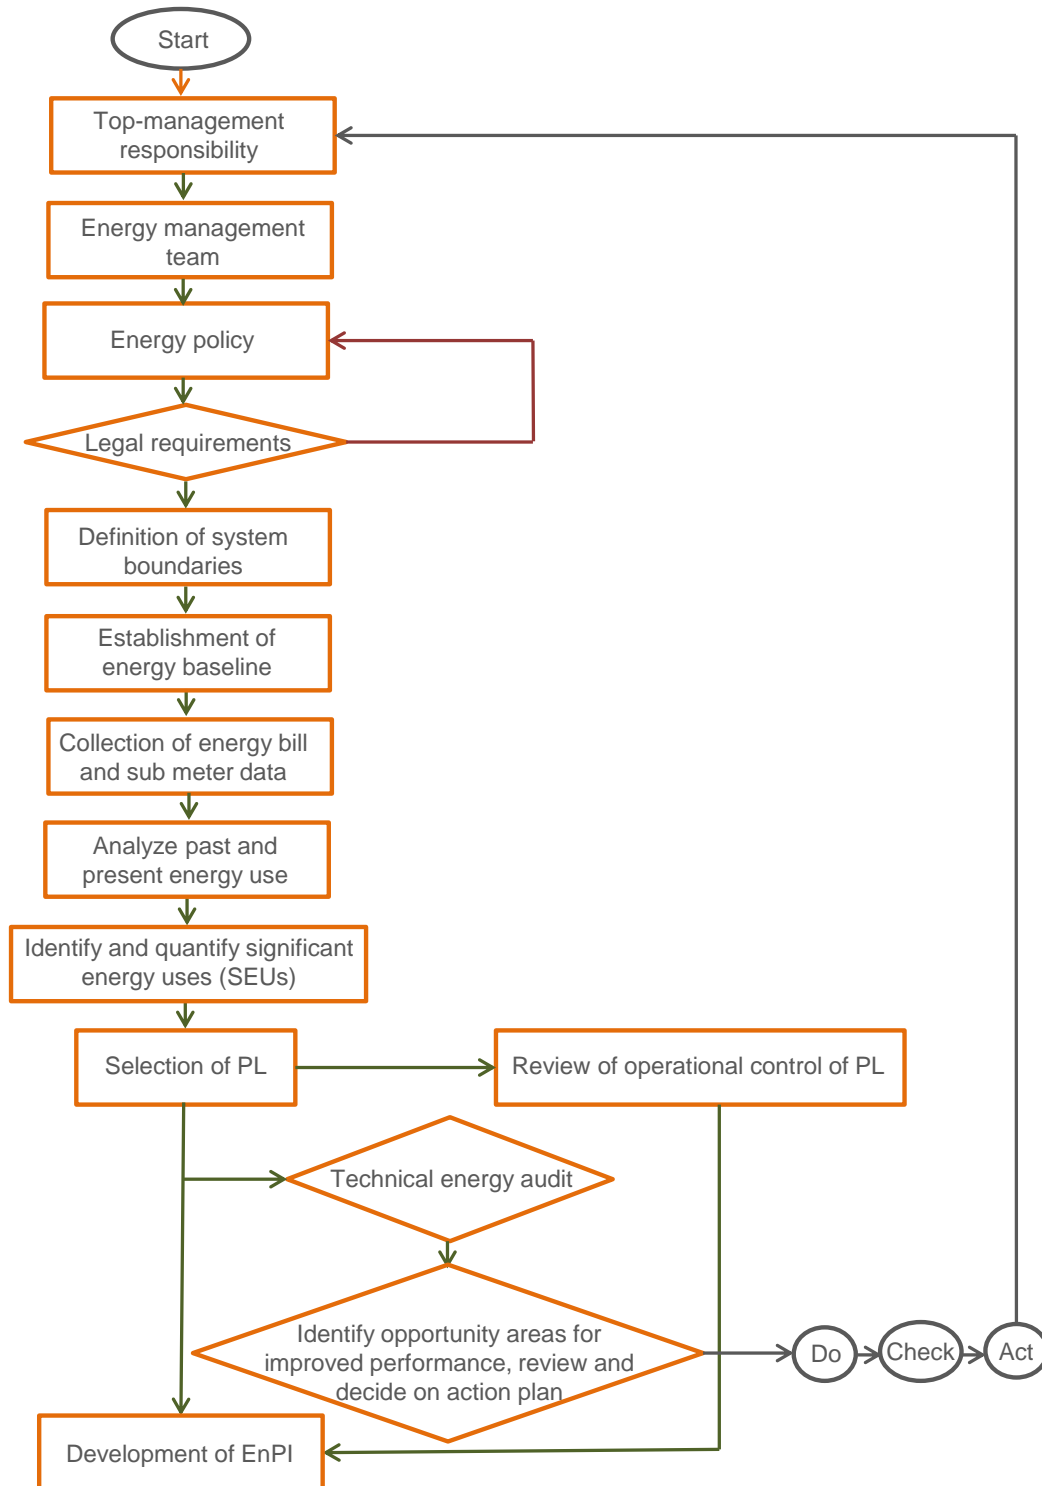 Start
Top-management
responsibility
Energy management
team
Energy policy
Legal requirements
Definition of system
boundaries
Establishment of
energy baseline
Collection of energy bill
and sub meter data
Analyze past and
present energy use
Identify and quantify significant
energy uses (SEUs)
Selection of PL
Review of operational control of PL
Technical energy audit
Identify opportunity areas for
improved performance, review and
decide on action plan
Do
Check
Act
Development of EnPI